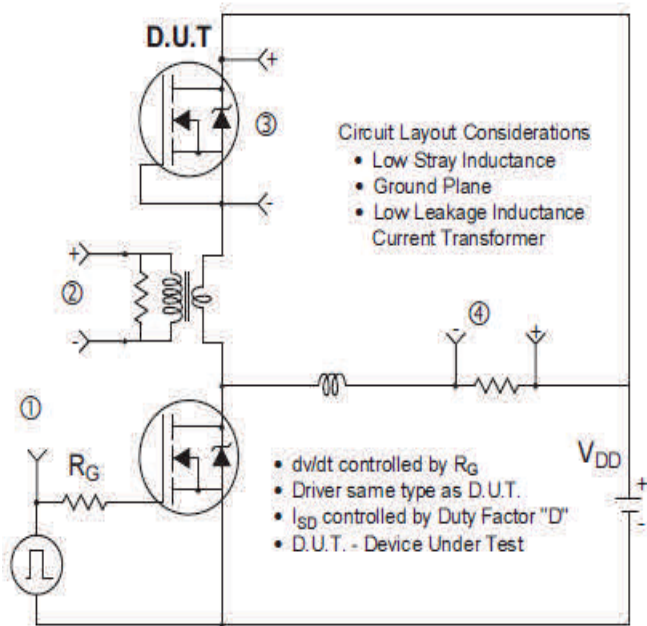 D.U.T
+
③
-
Circuit Layout Considerations
• Low Stray Inductance
• Ground Plane
• Low Leakage Inductance
Current Transformer
+
②
-
④
- +
①
RG
VDD
+
-
• dv/dt controlled by RG
• Driver same type as D.U.T.
• ISD controlled by Duty Factor "D"
• D.U.T. - Device Under Test